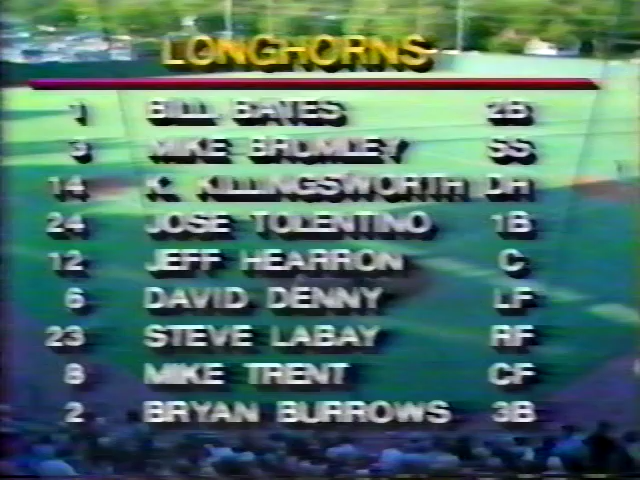 LONGHORNS
1 BILL BATES 2B
3 MIKE BRUMLEY SS
14 K. KILLINGSWORTH DH
24 JOSE TOLENTINO 1B
12 JEFF HEARRON C
6 DAVID DENNY LF
23 STEVE LABAY RF
8 MIKE TRENT CF
2 BRYAN BURROWS 3B